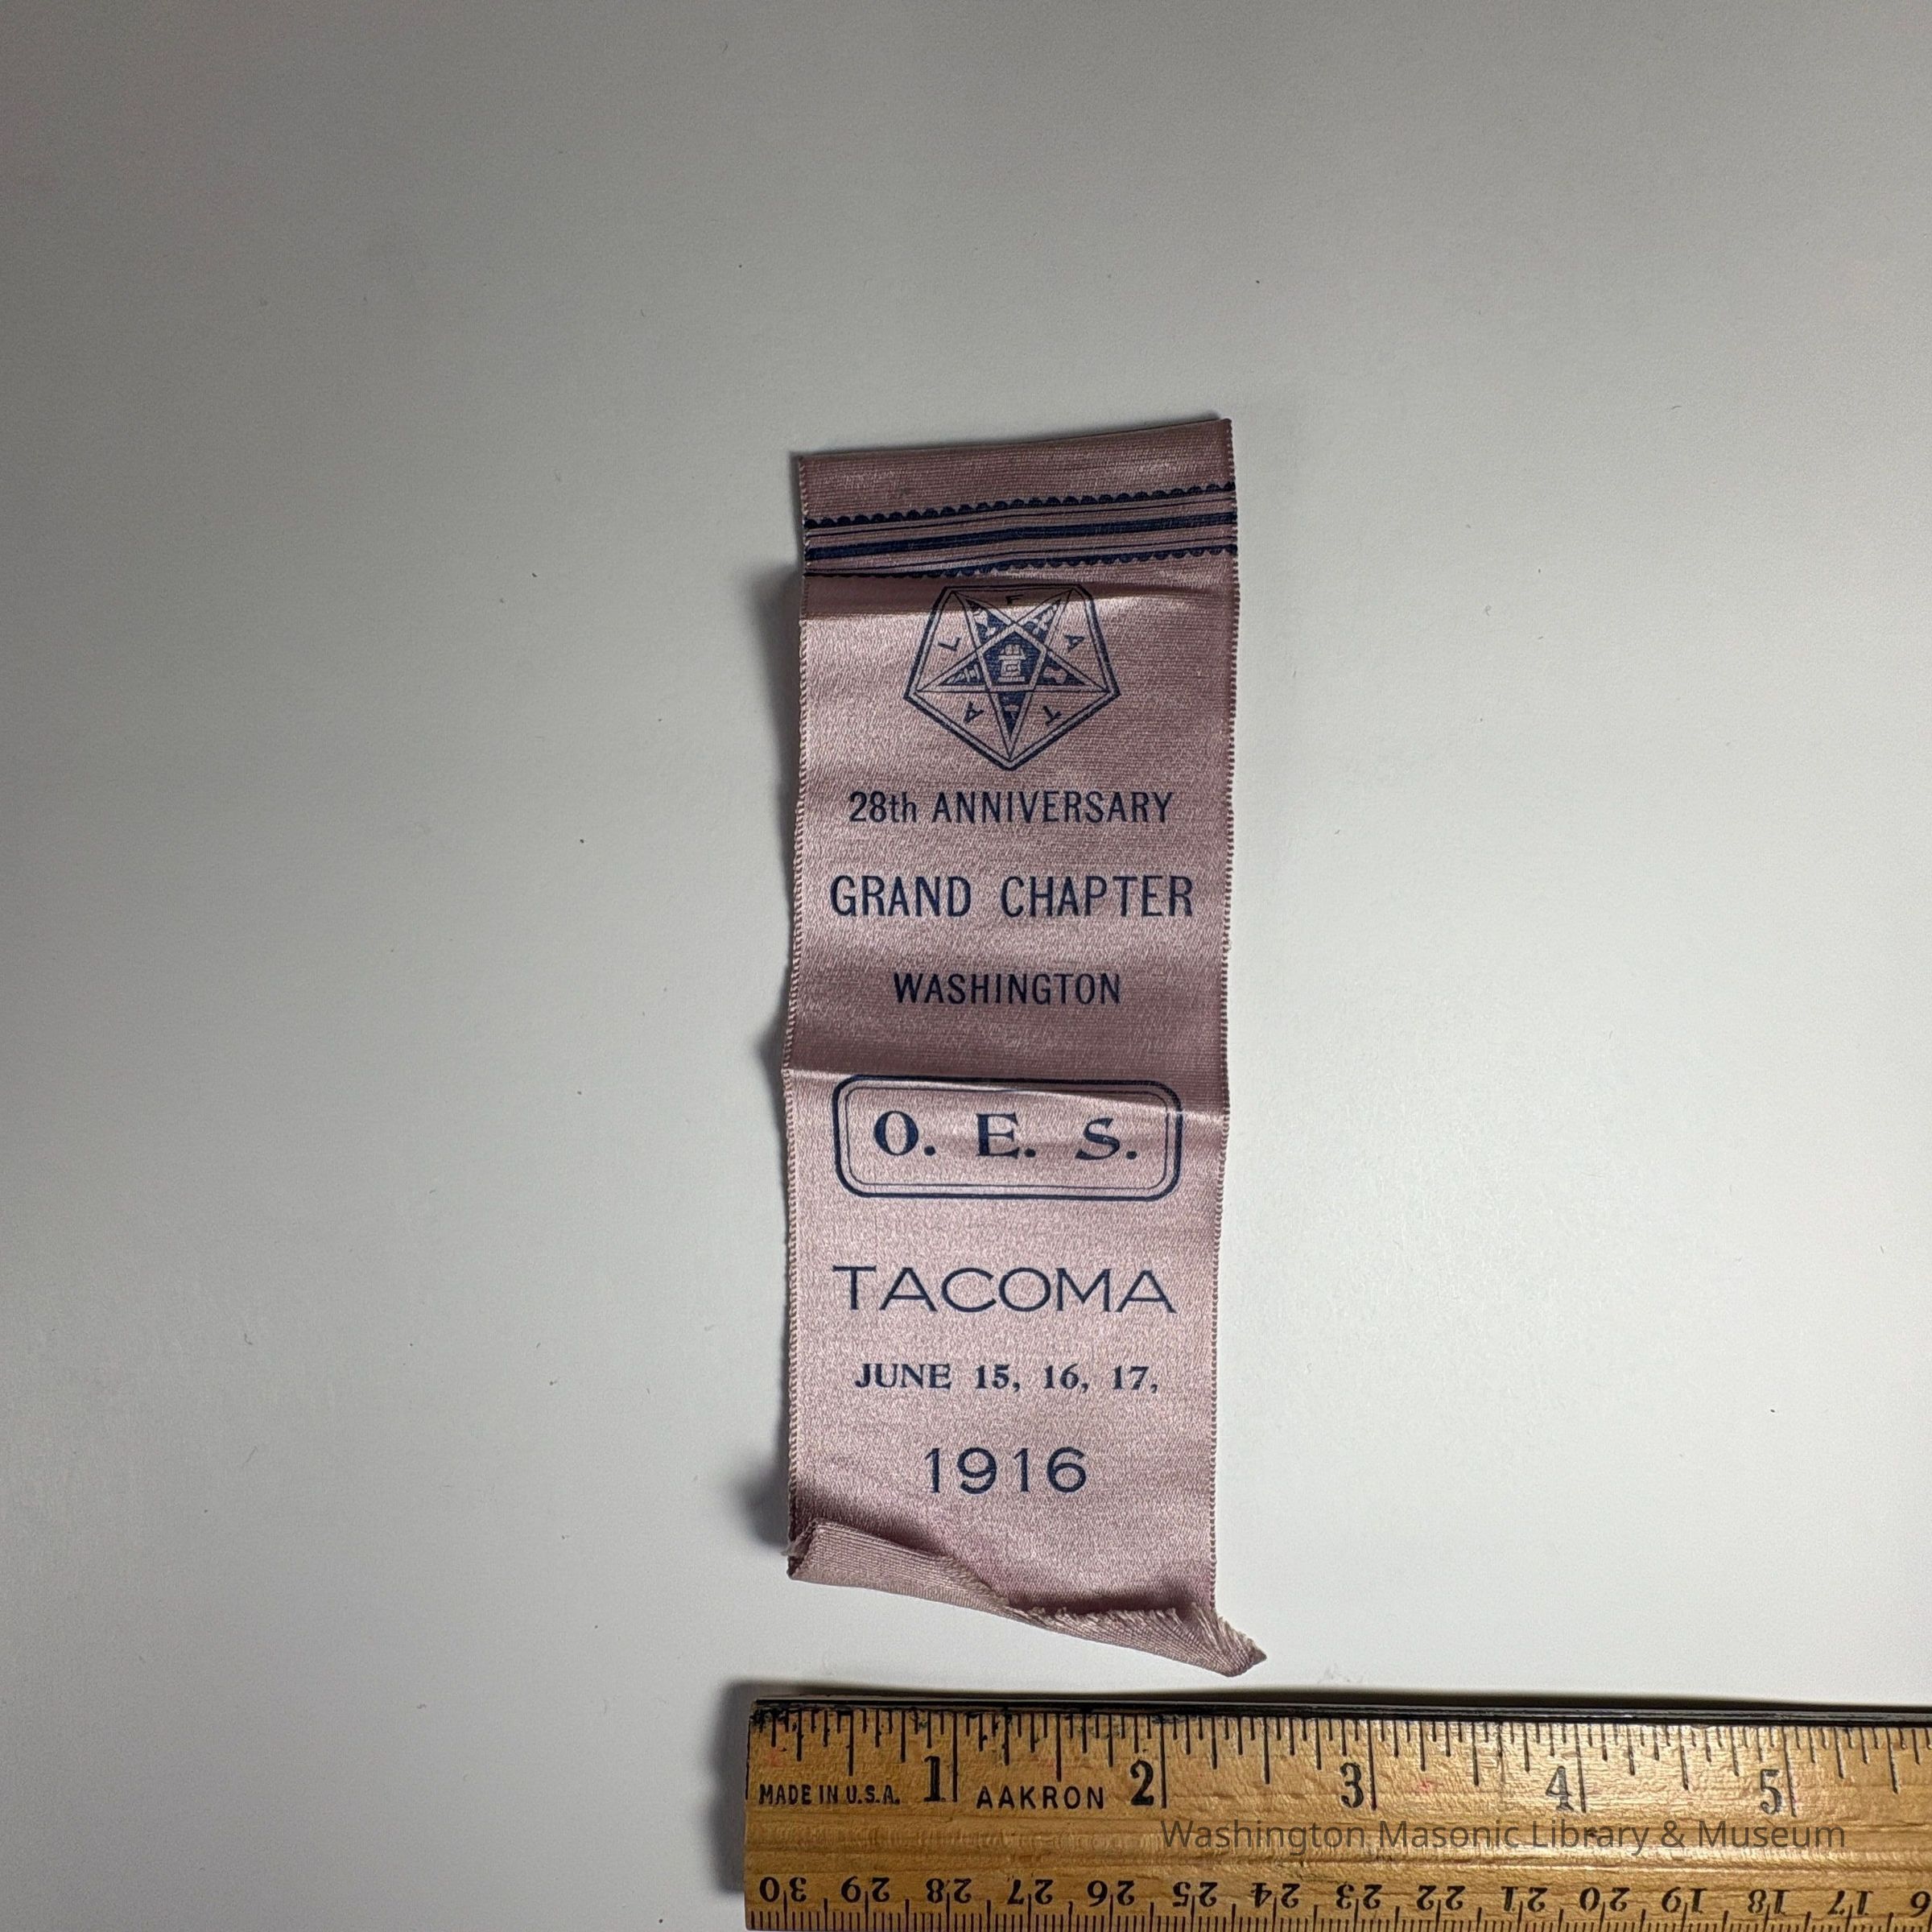 F
L A
A T
28th ANNIVERSARY
GRAND CHAPTER
WASHINGTON
O. E. S.
TACOMA
JUNE 15, 16, 17,
1916
1 2 3 4 5
MADE IN U.S.A. AAKRON
Washington Masonic Library & Museum
30 29 28 27 26 25 24 23 22 21 20 19 18 17